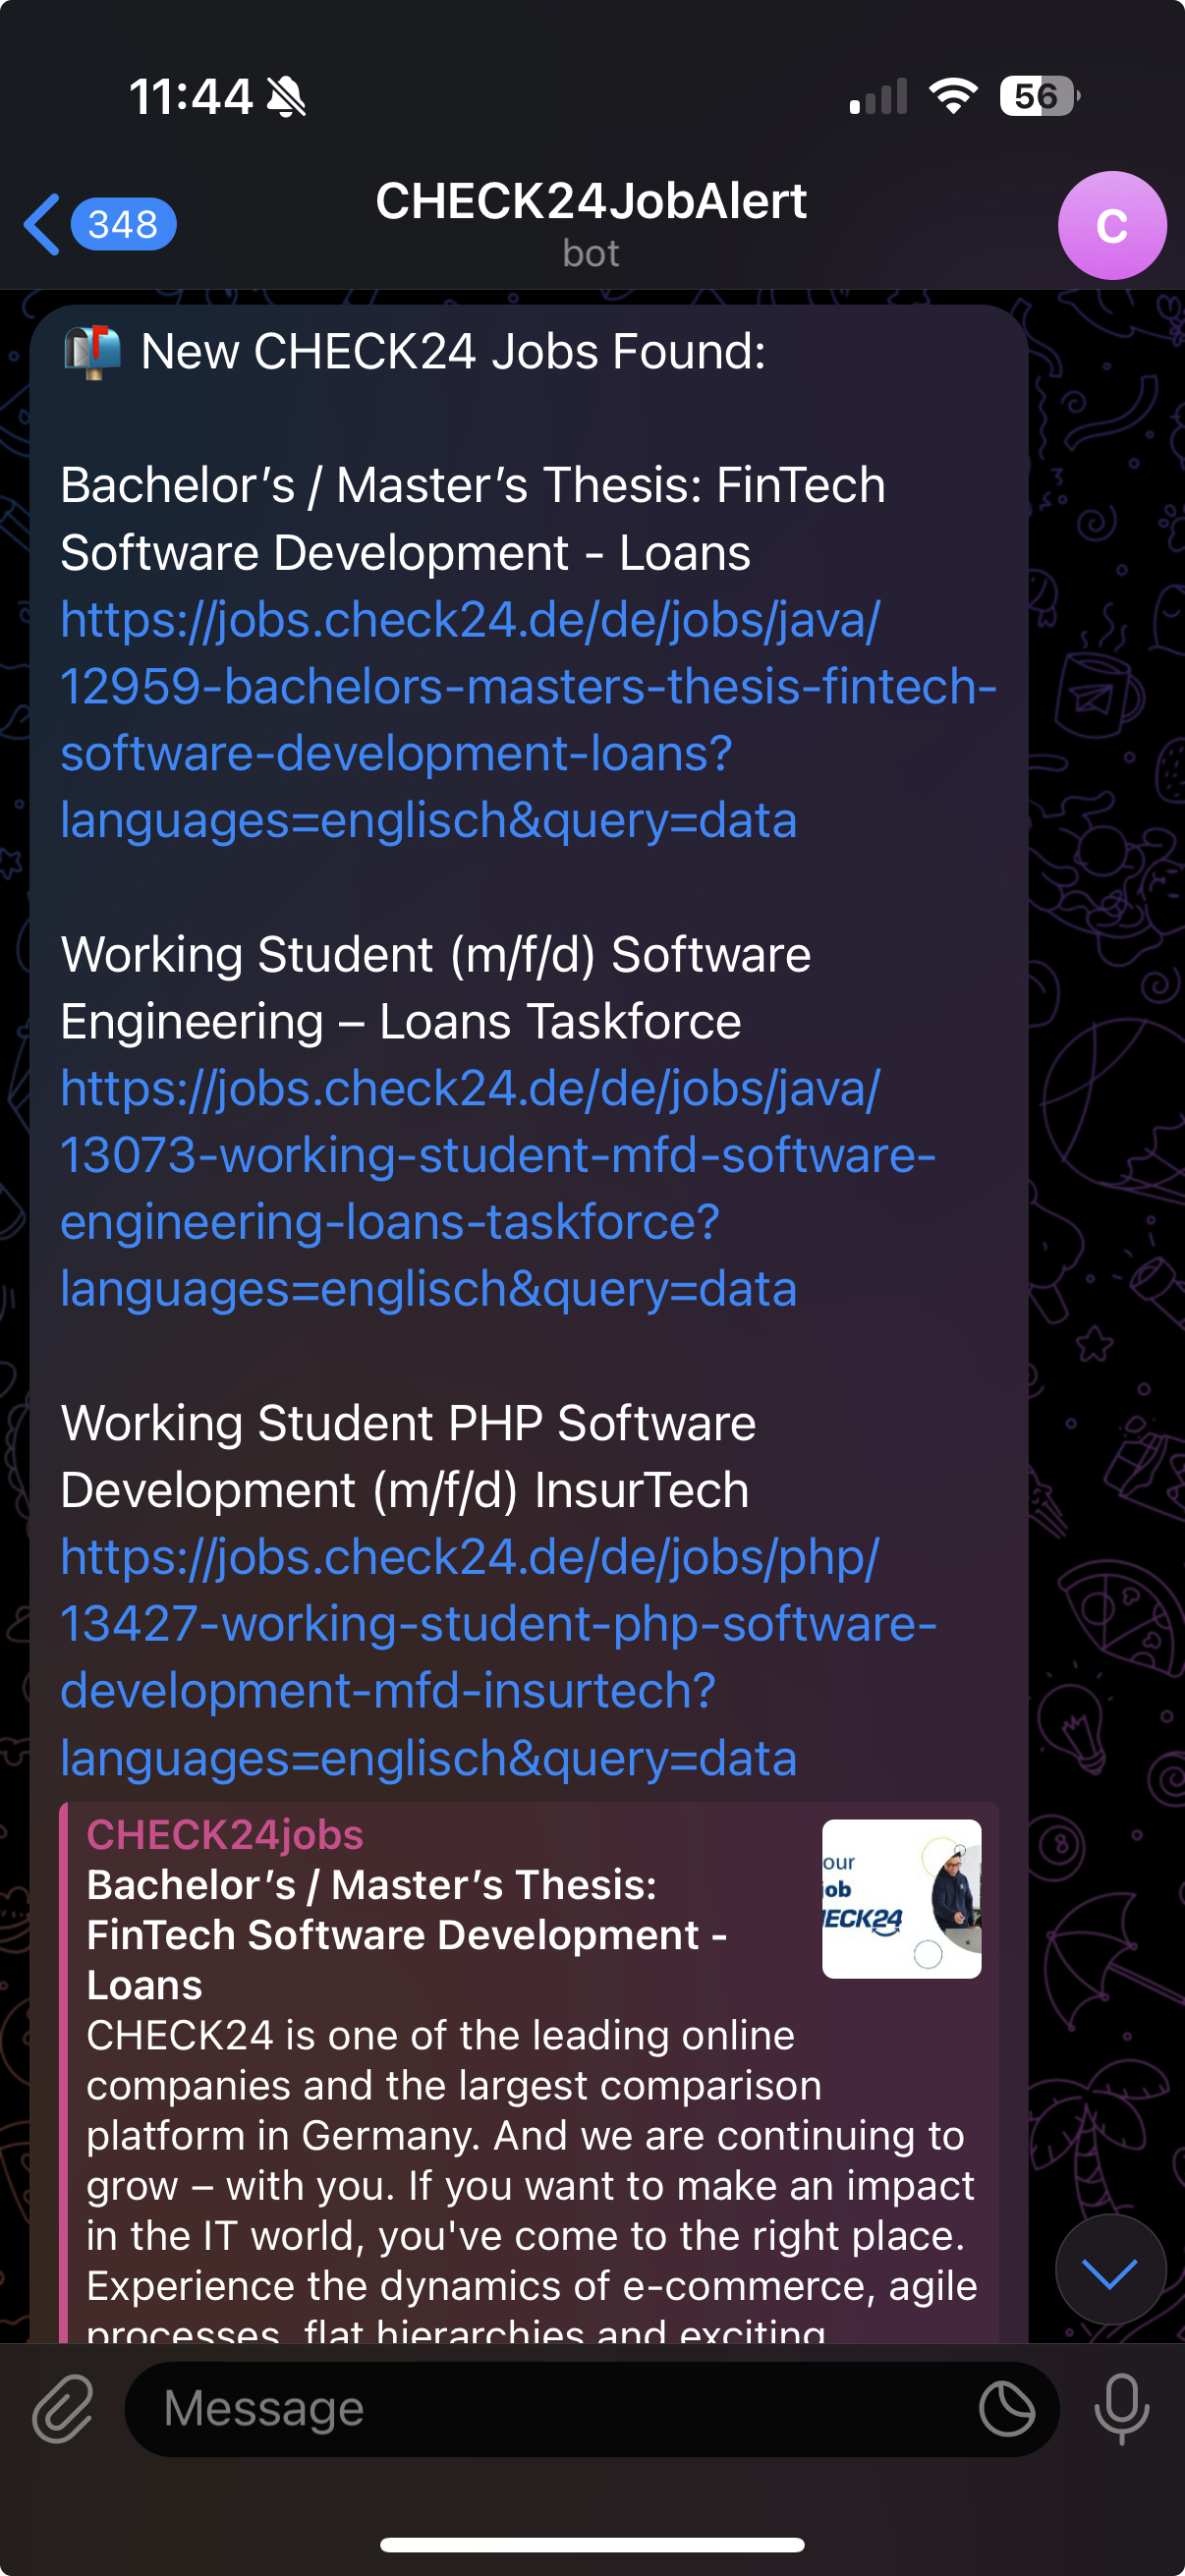 11:44
56
348
CHECK24JobAlert
bot
C
📬 New CHECK24 Jobs Found:
Bachelor’s / Master’s Thesis: FinTech
Software Development - Loans
https://jobs.check24.de/de/jobs/java/
12959-bachelors-masters-thesis-fintech-
software-development-loans?
languages=englisch&query=data
Working Student (m/f/d) Software
Engineering – Loans Taskforce
https://jobs.check24.de/de/jobs/java/
13073-working-student-mfd-software-
engineering-loans-taskforce?
languages=englisch&query=data
Working Student PHP Software
Development (m/f/d) InsurTech
https://jobs.check24.de/de/jobs/php/
13427-working-student-php-software-
development-mfd-insurtech?
languages=englisch&query=data
CHECK24jobs
Bachelor’s / Master’s Thesis:
FinTech Software Development -
Loans
our
ob
ECK24
CHECK24 is one of the leading online
companies and the largest comparison
platform in Germany. And we are continuing to
grow – with you. If you want to make an impact
in the IT world, you've come to the right place.
Experience the dynamics of e-commerce, agile
processes, flat hierarchies and exciting
Message